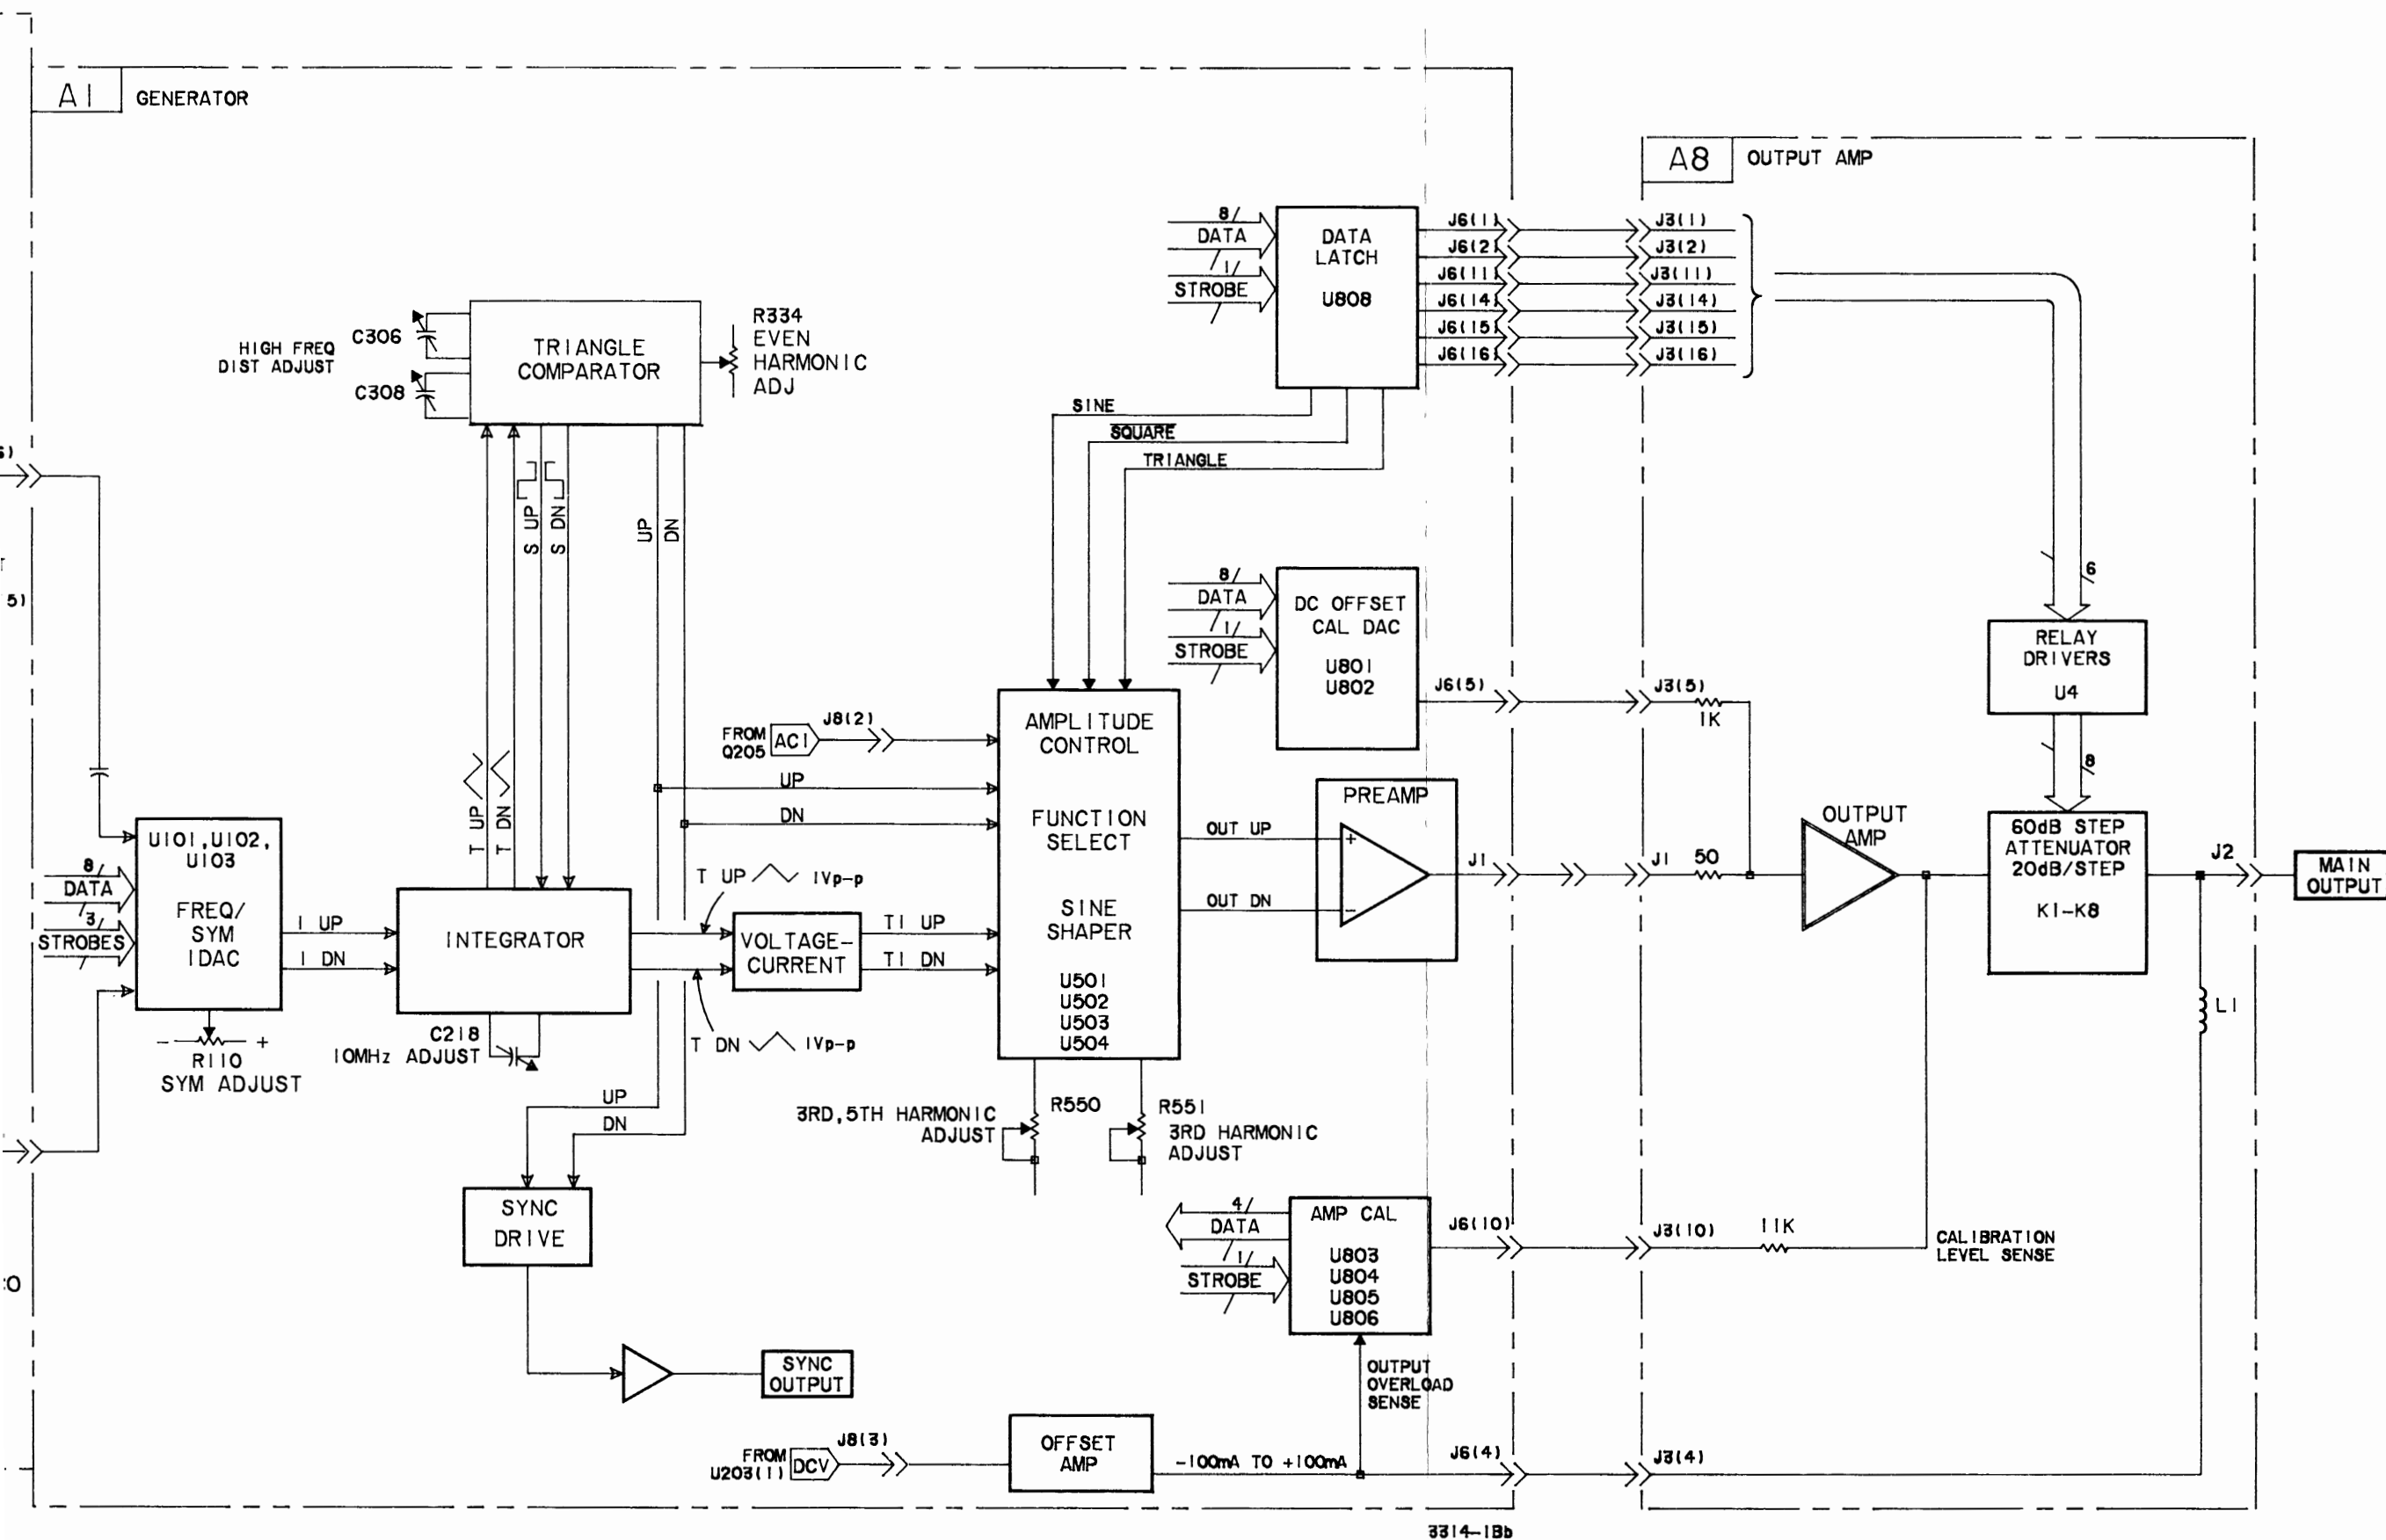 A1
GENERATOR
A8
OUTPUT AMP
8/
DATA
1/
STROBE
DATA
LATCH
U808
J6(1)
J6(2)
J6(11)
J6(14)
J6(15)
J6(16)
J3(1)
J3(2)
J3(11)
J3(14)
J3(15)
J3(16)
HIGH FREQ
DIST ADJUST
C306
C308
TRIANGLE
COMPARATOR
R334
EVEN
HARMONIC
ADJ
SINE
SQUARE
TRIANGLE
5)
S UP
S DN
UP
DN
T UP
T DN
8/
DATA
1/
STROBE
DC OFFSET
CAL DAC
U801
U802
J6(5)
J3(5)
1K
6
RELAY
DRIVERS
U4
8
FROM
Q205
AC1
J8(2)
UP
DN
AMPLITUDE
CONTROL
FUNCTION
SELECT
SINE
SHAPER
U501
U502
U503
U504
OUT UP
OUT DN
PREAMP
+
-
J1
J1
50
OUTPUT
AMP
60dB STEP
ATTENUATOR
20dB/STEP
K1-K8
J2
MAIN
OUTPUT
L1
8/
DATA
3/
STROBES
U101,U102,
U103
FREQ/
SYM
IDAC
I UP
I DN
- +
R110
SYM ADJUST
INTEGRATOR
C218
10MHz ADJUST
T UP 1Vp-p
T DN 1Vp-p
VOLTAGE-
CURRENT
TI UP
TI DN
UP
DN
3RD,5TH HARMONIC
ADJUST
R550
R551
3RD HARMONIC
ADJUST
SYNC
DRIVE
SYNC
OUTPUT
4/
DATA
1/
STROBE
AMP CAL
U803
U804
U805
U806
J6(10)
J3(10)
11K
CALIBRATION
LEVEL SENSE
OUTPUT
OVERLOAD
SENSE
FROM
U203(1)
DCV
J8(3)
OFFSET
AMP
-100mA TO +100mA
J6(4)
J3(4)
3314-1Bb